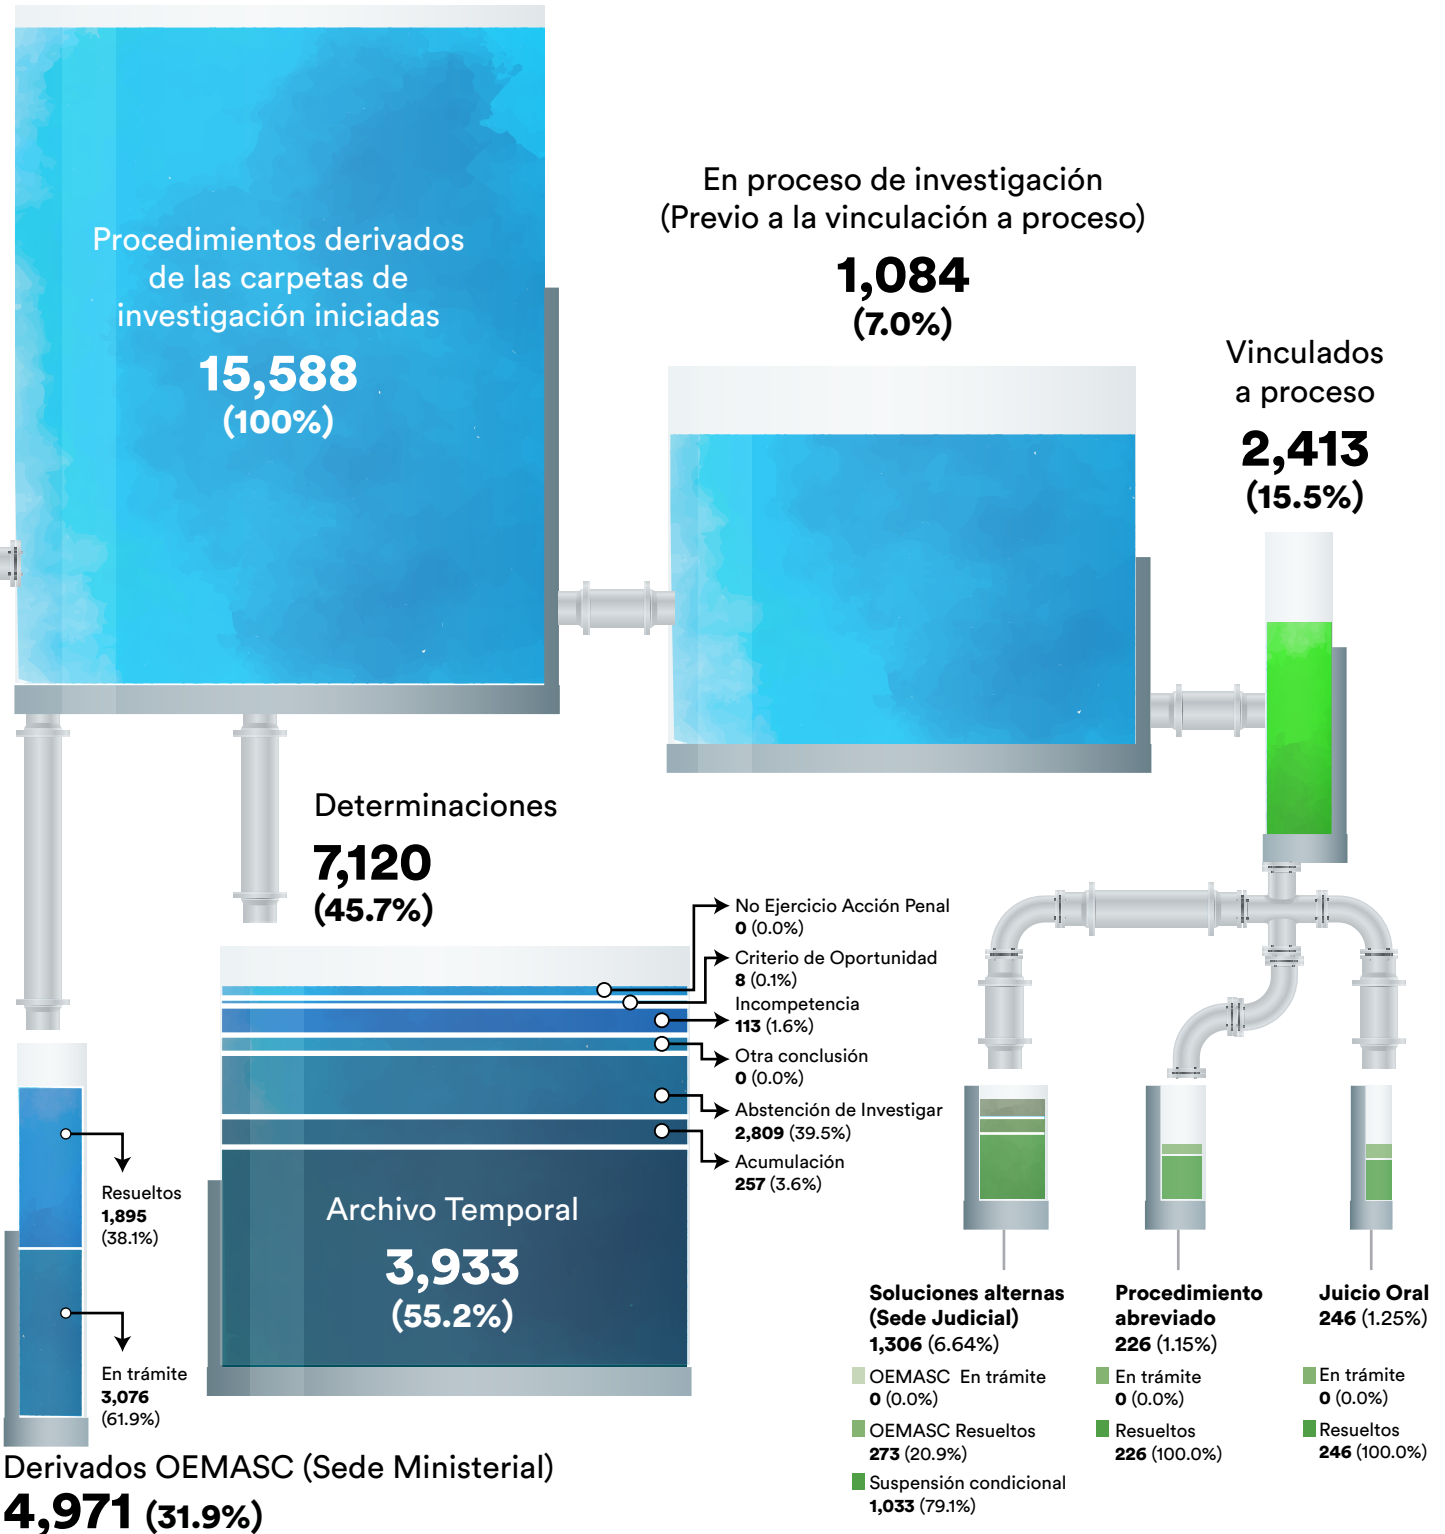 Procedimientos derivados
de las carpetas de
investigación iniciadas
15,588
(100%)
En proceso de investigación
(Previo a la vinculación a proceso)
1,084
(7.0%)
Vinculados
a proceso
2,413
(15.5%)
Determinaciones
7,120
(45.7%)
No Ejercicio Acción Penal
0 (0.0%)
Criterio de Oportunidad
8 (0.1%)
Incompetencia
113 (1.6%)
Otra conclusión
0 (0.0%)
Abstención de Investigar
2,809 (39.5%)
Acumulación
257 (3.6%)
Archivo Temporal
3,933
(55.2%)
Resueltos
1,895
(38.1%)
En trámite
3,076
(61.9%)
Derivados OEMASC (Sede Ministerial)
4,971 (31.9%)
Soluciones alternas
(Sede Judicial)
1,306 (6.64%)
OEMASC En trámite
0 (0.0%)
OEMASC Resueltos
273 (20.9%)
Suspensión condicional
1,033 (79.1%)
Procedimiento
abreviado
226 (1.15%)
En trámite
0 (0.0%)
Resueltos
226 (100.0%)
Juicio Oral
246 (1.25%)
En trámite
0 (0.0%)
Resueltos
246 (100.0%)